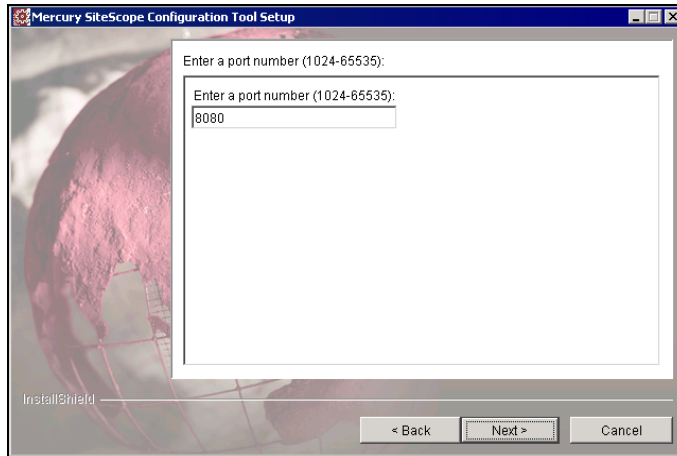 Mercury SiteScope Configuration Tool Setup
Enter a port number (1024-65535):
Enter a port number (1024-65535):
8080
InstallShield
< Back Next > Cancel